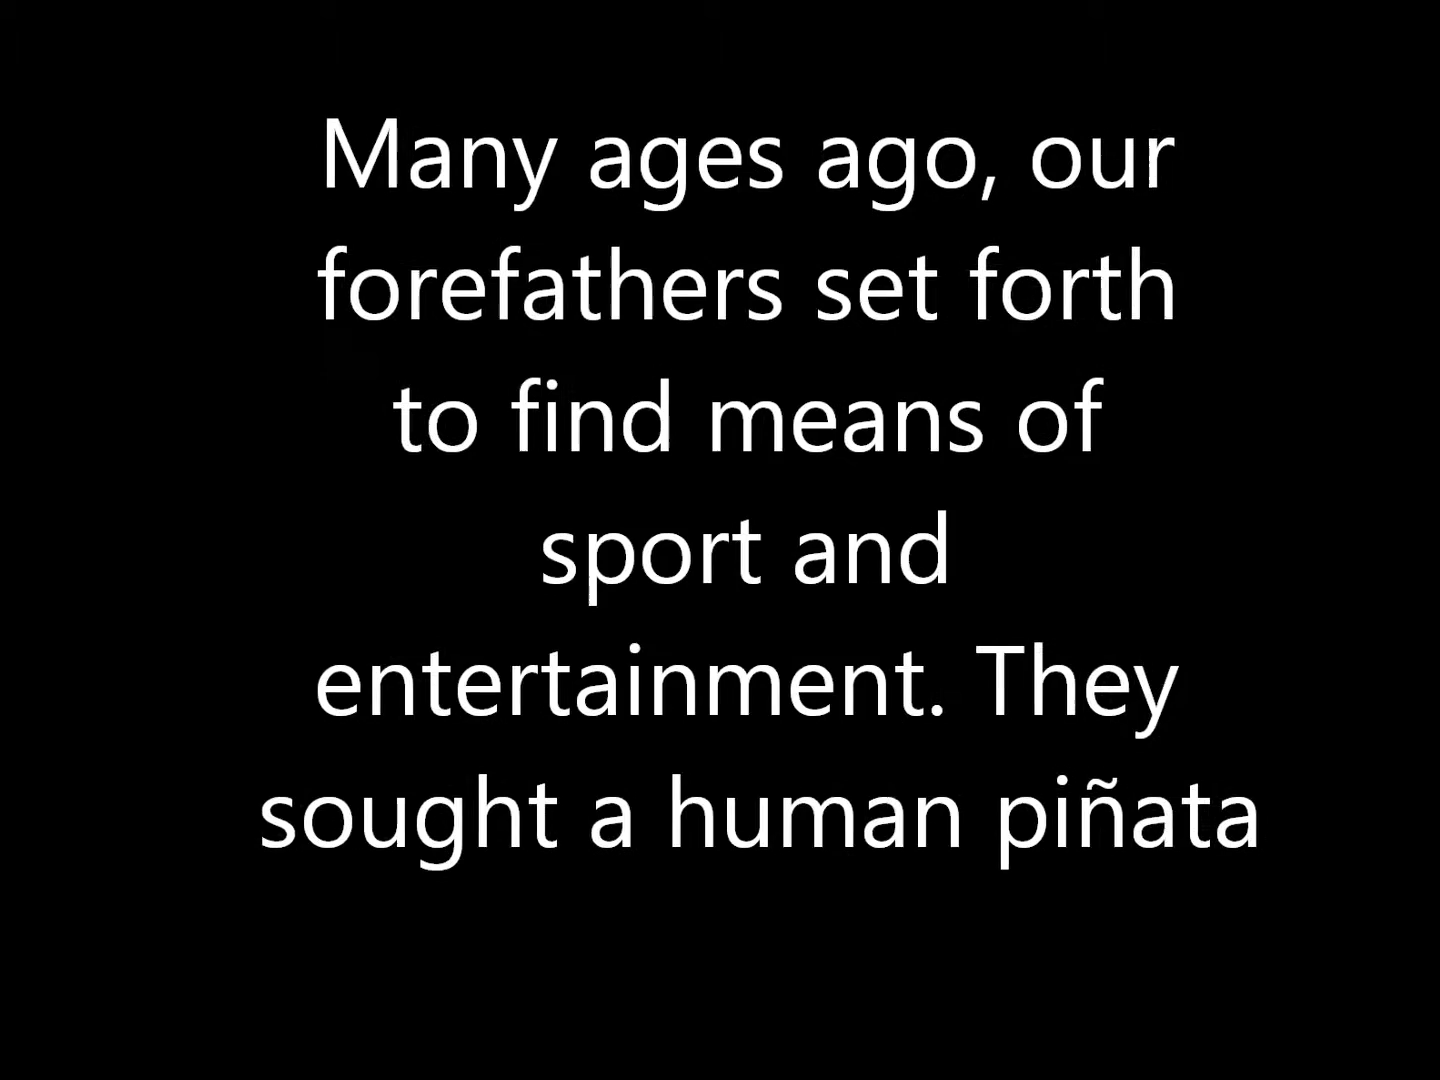 Many ages ago, our
forefathers set forth
to find means of
sport and
entertainment. They
sought a human piñata